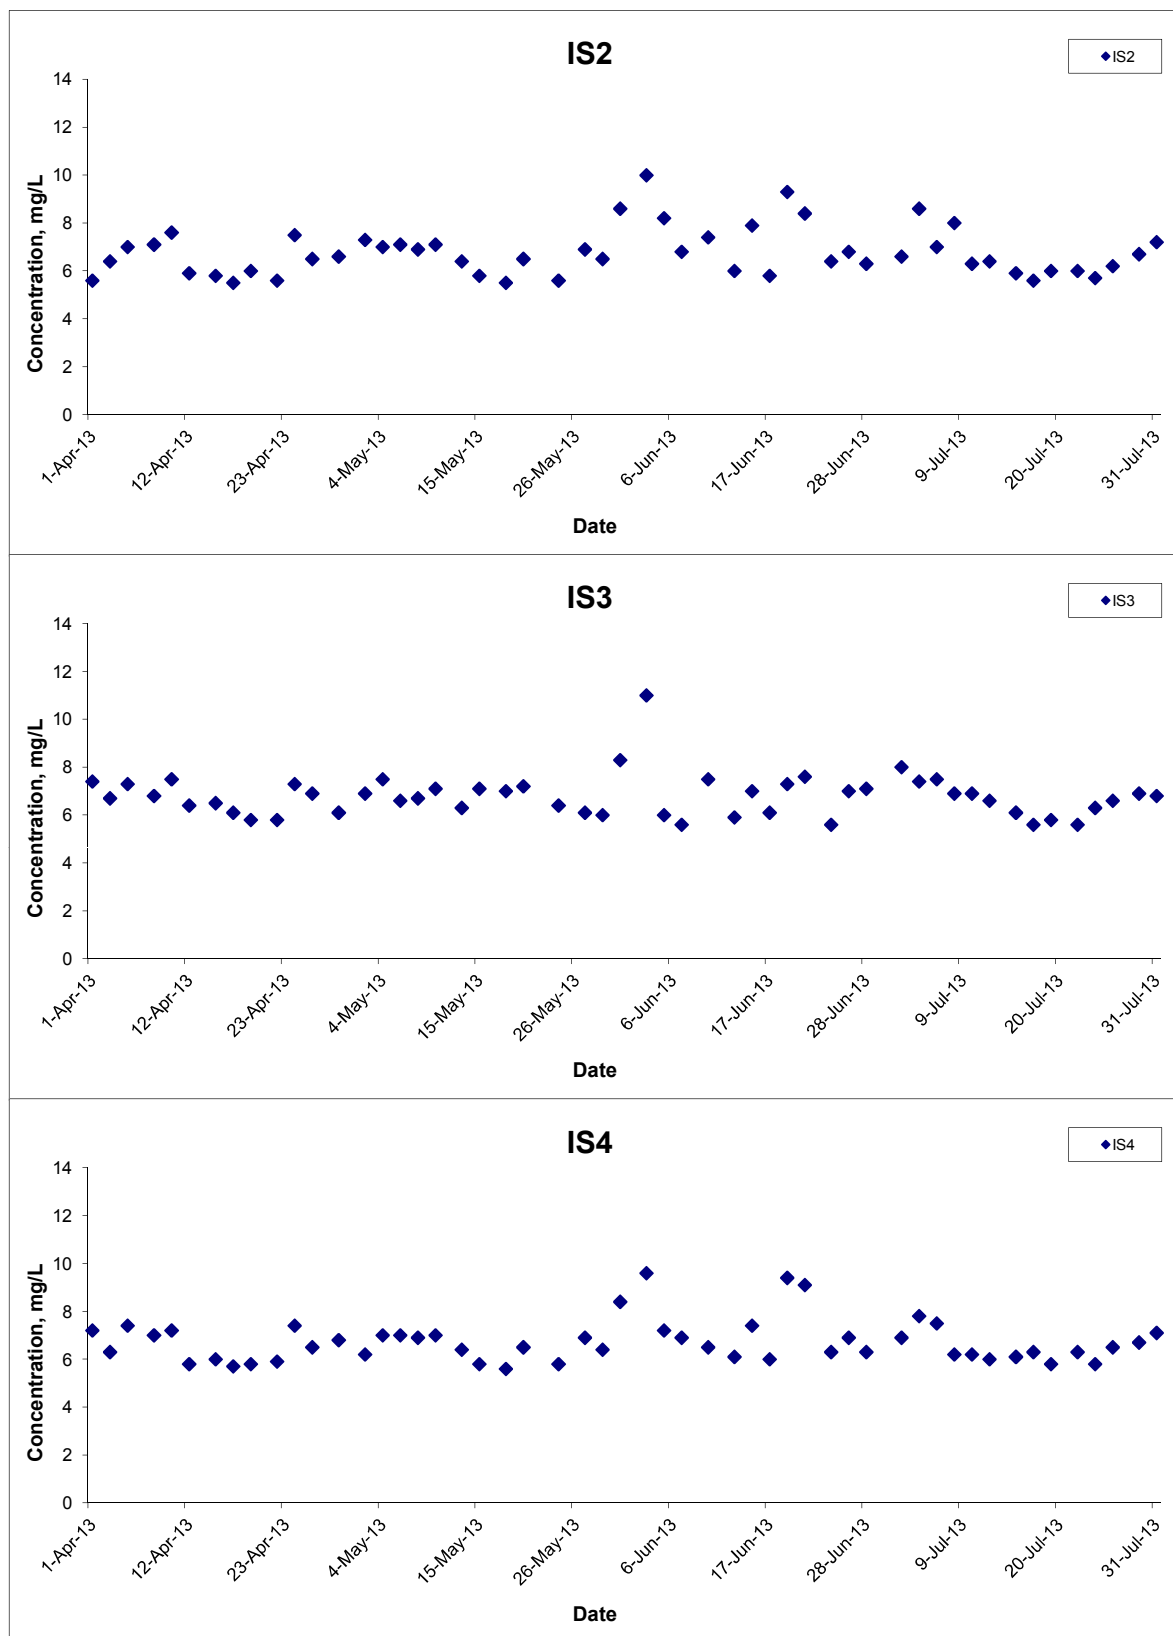 IS2
IS2
14
12
10
8
6
4
2
0
Concentration, mg/L
1-Apr-13
12-Apr-13
23-Apr-13
4-May-13
15-May-13
26-May-13
6-Jun-13
17-Jun-13
28-Jun-13
9-Jul-13
20-Jul-13
31-Jul-13
Date
IS3
IS3
14
12
10
8
6
4
2
0
Concentration, mg/L
1-Apr-13
12-Apr-13
23-Apr-13
4-May-13
15-May-13
26-May-13
6-Jun-13
17-Jun-13
28-Jun-13
9-Jul-13
20-Jul-13
31-Jul-13
Date
IS4
IS4
14
12
10
8
6
4
2
0
Concentration, mg/L
1-Apr-13
12-Apr-13
23-Apr-13
4-May-13
15-May-13
26-May-13
6-Jun-13
17-Jun-13
28-Jun-13
9-Jul-13
20-Jul-13
31-Jul-13
Date